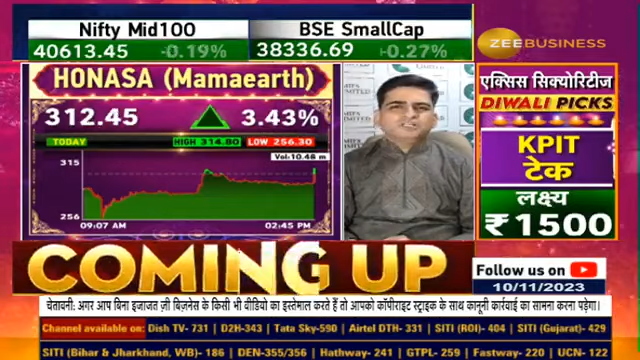 Nifty Mid100
40613.45 -0.19%
BSE SmallCap
38336.69 -0.27%
ZEEBUSINESS
HONASA (Mamaearth)
312.45 3.43%
TODAY HIGH 314.80 LOW 256.30
Vol=10.48 m
315
256
09:07 AM 02:45 PM
एक्सिस सिक्योरिटीज
DIWALI PICKS
KPIT
टेक
लक्ष्य
₹1500
COMING UP
Follow us on
10/11/2023
चेतावनी: अगर आप बिना इजाजत ज़ी बिज़नेस के किसी भी वीडियो का इस्तेमाल करते हैं तो आपको कॉपीराइट स्ट्राइक के साथ कानूनी कार्रवाई का सामना करना पड़ेगा।
Channel available on: Dish TV- 731 | D2H-343 | Tata Sky-590 | Airtel DTH- 331 | SITI (ROI) - 404 | SITI (Gujarat) - 429
SITI (Bihar & Jharkhand, WB)- 186 | DEN-355/356 | Hathway- 241 | GTPL- 259 | Fastway- 220 | UCN- 122